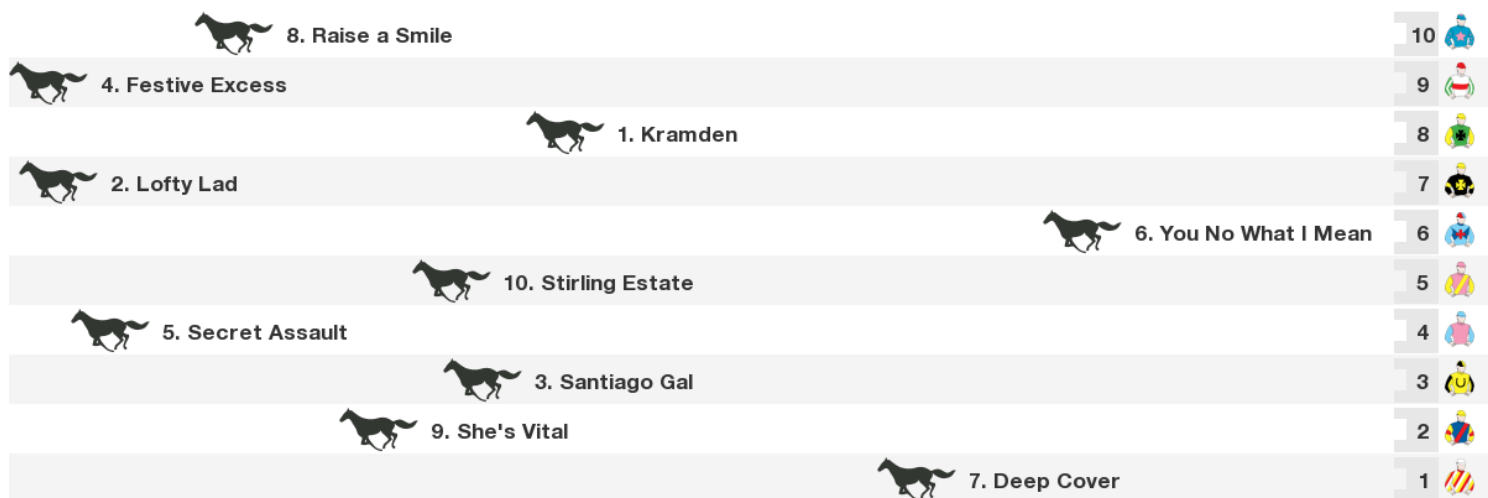 8. Raise a Smile 10
4. Festive Excess 9
1. Kramden 8
2. Lofty Lad 7
6. You No What I Mean 6
10. Stirling Estate 5
5. Secret Assault 4
3. Santiago Gal 3
9. She's Vital 2
7. Deep Cover 1